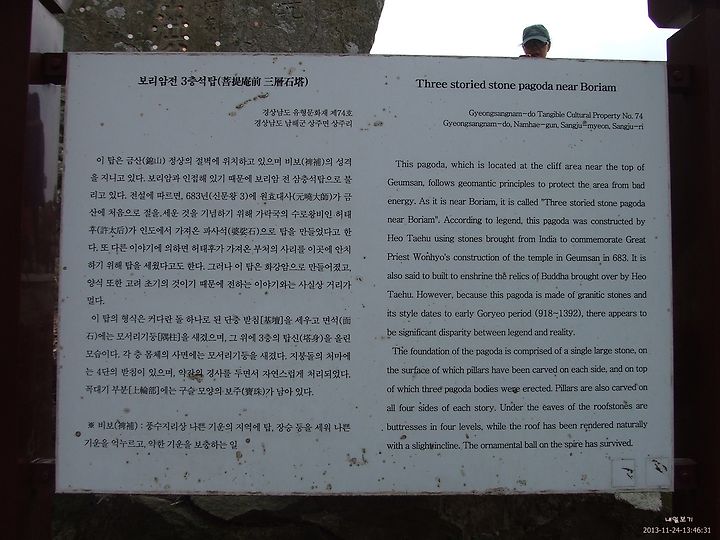 보리암전 3층석탑(菩提庵前 三層石塔)
경상남도 유형문화재 제74호
경상남도 남해군 상주면 상주리
이 탑은 금산(錦山) 정상의 절벽에 위치하고 있으며 비보(裨補)의 성격
을 지니고 있다. 보리암과 인접해 있기 때문에 보리암 전 삼층석탑으로 불
리고 있다. 전설에 따르면, 683년(신문왕 3)에 원효대사(元曉大師)가 금
산에 처음으로 절을 세운 것을 기념하기 위해 가락국의 수로왕비인 허태
후(許太后)가 인도에서 가져온 파사석(婆娑石)으로 탑을 만들었다고 한
다. 또 다른 이야기에 의하면 허태후가 가져온 부처의 사리를 이곳에 안치
하기 위해 탑을 세웠다고도 한다. 그러나 이 탑은 화강암으로 만들어졌고,
양식 또한 고려 초기의 것이기 때문에 전하는 이야기와는 사실상 거리가
멀다.
이 탑의 형식은 커다란 돌 하나로 된 단층 받침[基壇]을 세우고 면석(面
石)에는 모서리기둥[隅柱]을 새겼으며, 그 위에 3층의 탑신(塔身)을 올린
모습이다. 각 층 몸체의 사면에는 모서리기둥을 새겼다. 지붕돌의 처마에
는 4단의 받침이 있으며, 약간의 경사를 두면서 자연스럽게 처리되었다.
꼭대기 부분[上輪部]에는 구슬 모양의 보주(寶珠)가 남아 있다.
※ 비보(裨補) : 풍수지리상 나쁜 기운의 지역에 탑, 장승 등을 세워 나쁜
기운을 억누르고, 약한 기운을 보충하는 일
Three storied stone pagoda near Boriam
Gyeongsangnam-do Tangible Cultural Property No. 74
Gyeongsangnam-do, Namhae-gun, Sangju-myeon, Sangju-ri
This pagoda, which is located at the cliff area near the top of
Geumsan, follows geomantic principles to protect the area from bad
energy. As it is near Boriam, it is called "Three storied stone pagoda
near Boriam". According to legend, this pagoda was constructed by
Heo Taehu using stones brought from India to commemorate Great
Priest Wonhyo's construction of the temple in Geumsan in 683. It is
also said to built to enshrine the relics of Buddha brought over by Heo
Taehu. However, because this pagoda is made of granitic stones and
its style dates to early Goryeo period (918~1392), there appears to
be significant disparity between legend and reality.
The foundation of the pagoda is comprised of a single large stone, on
the surface of which pillars have been carved on each side, and on top
of which three pagoda bodies were erected. Pillars are also carved on
all four sides of each story. Under the eaves of the roofstones are
buttresses in four levels, while the roof has been rendered naturally
with a slight incline. The ornamental ball on the spire has survived.
내일보기
2013-11-24-13:46:31